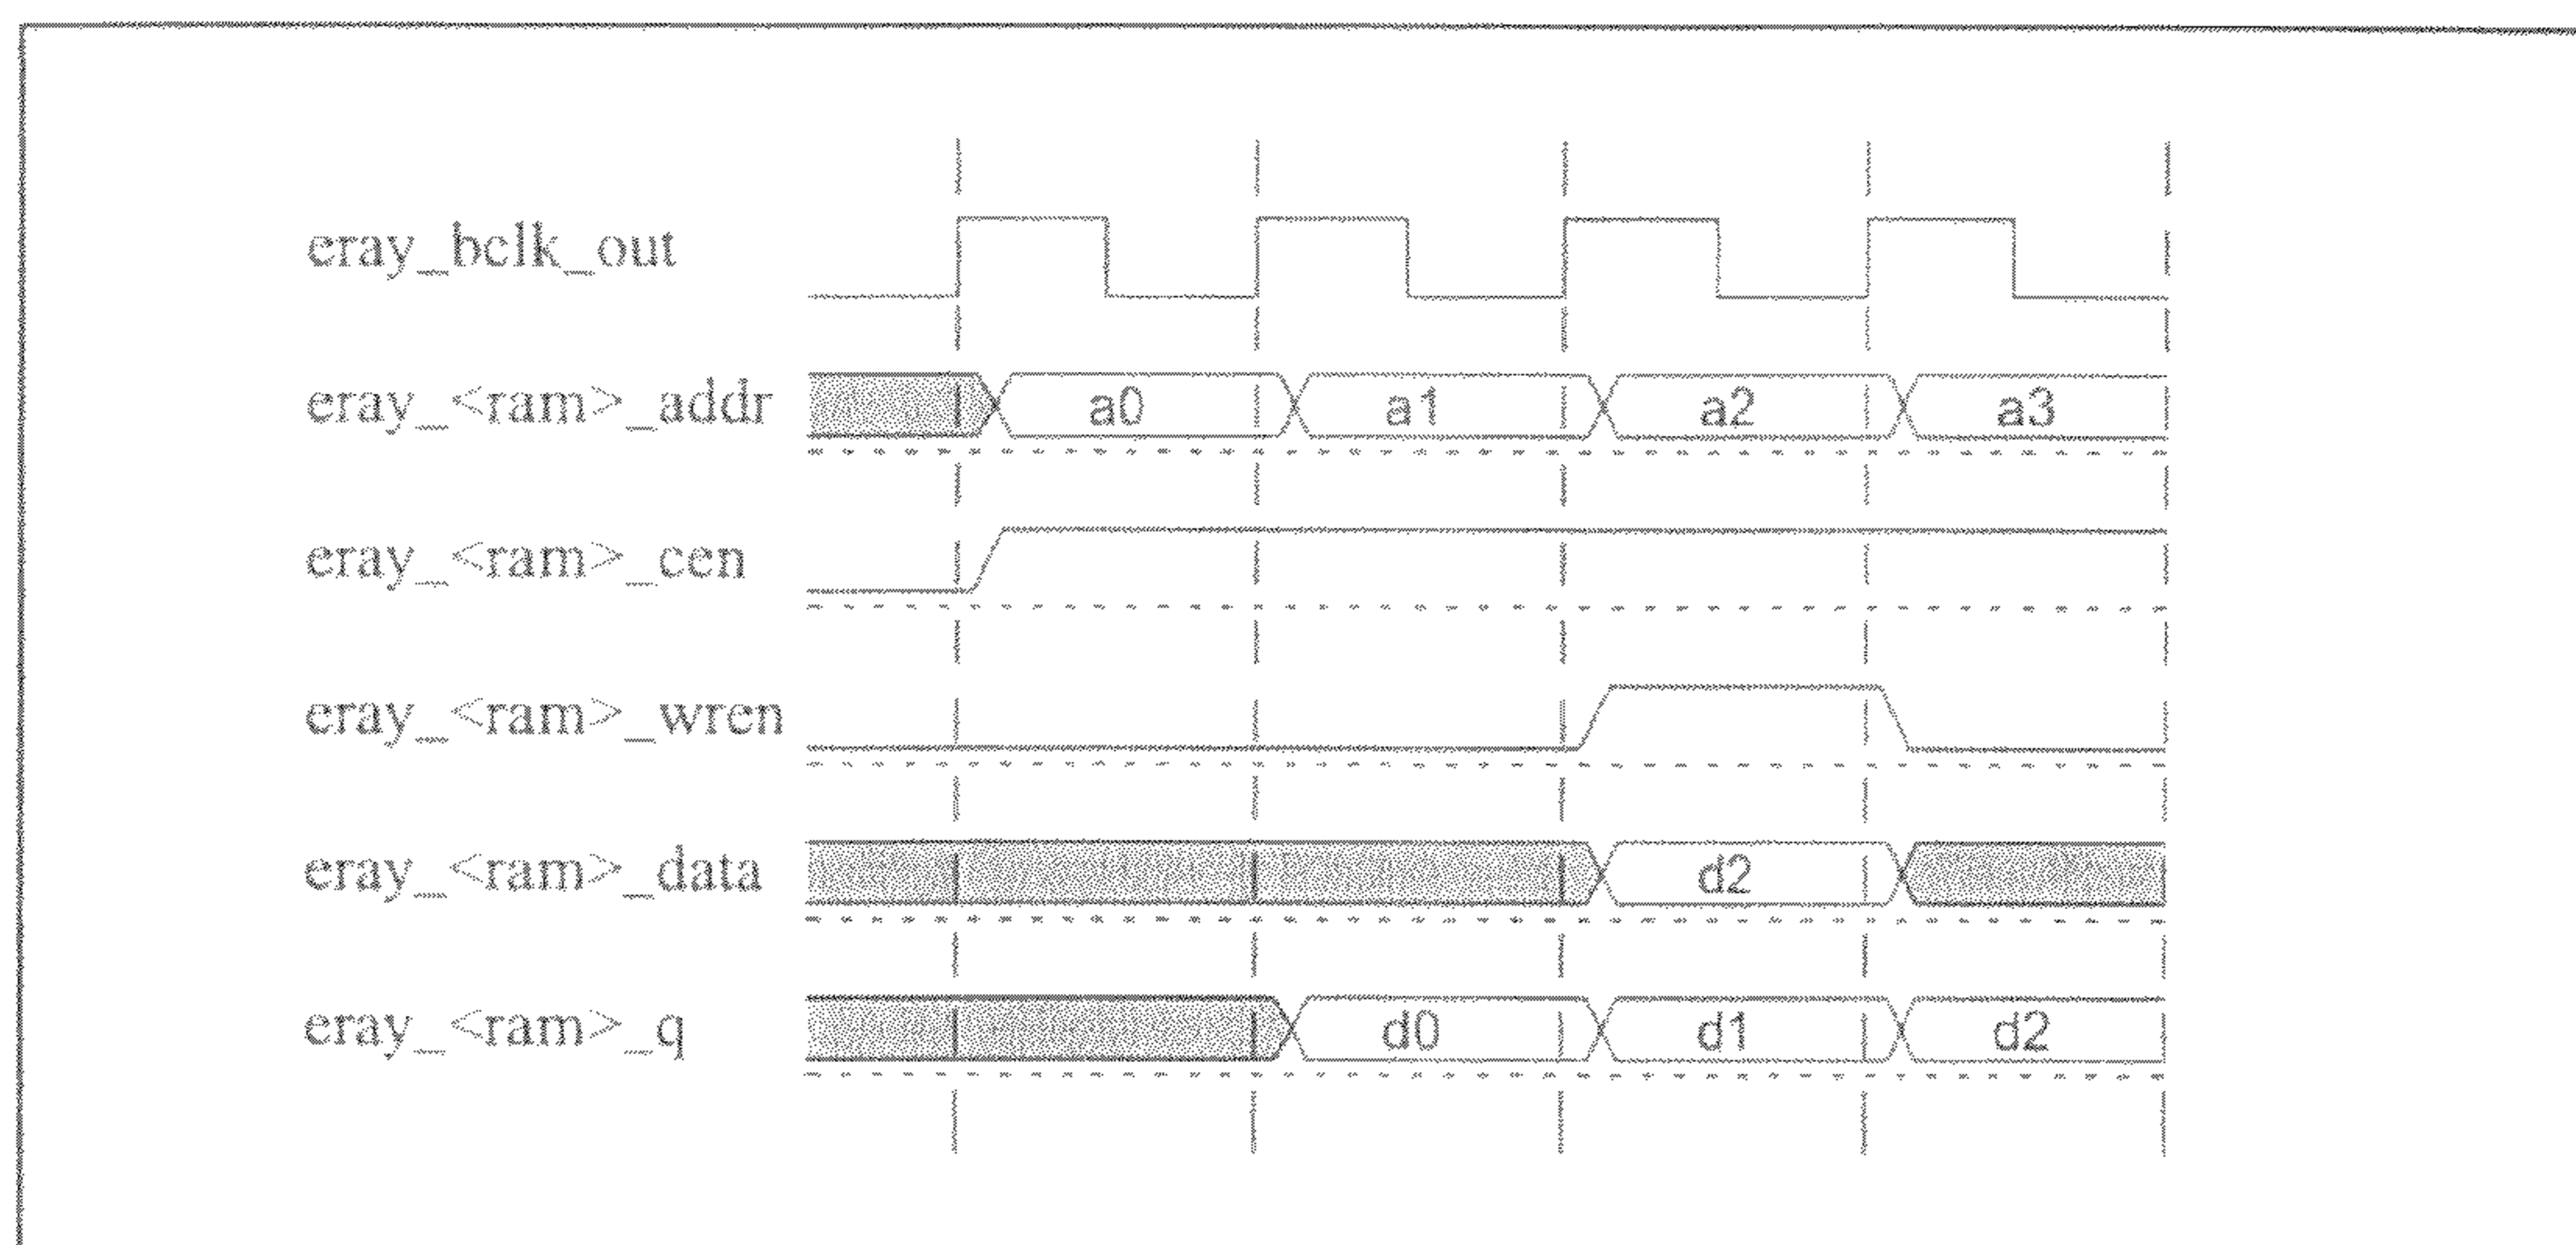 eray_bclk_out
eray_<ram>_addr a0 a1 a2 a3
eray_<ram>_cen
eray_<ram>_wren
eray_<ram>_data d2
eray_<ram>_q d0 d1 d2